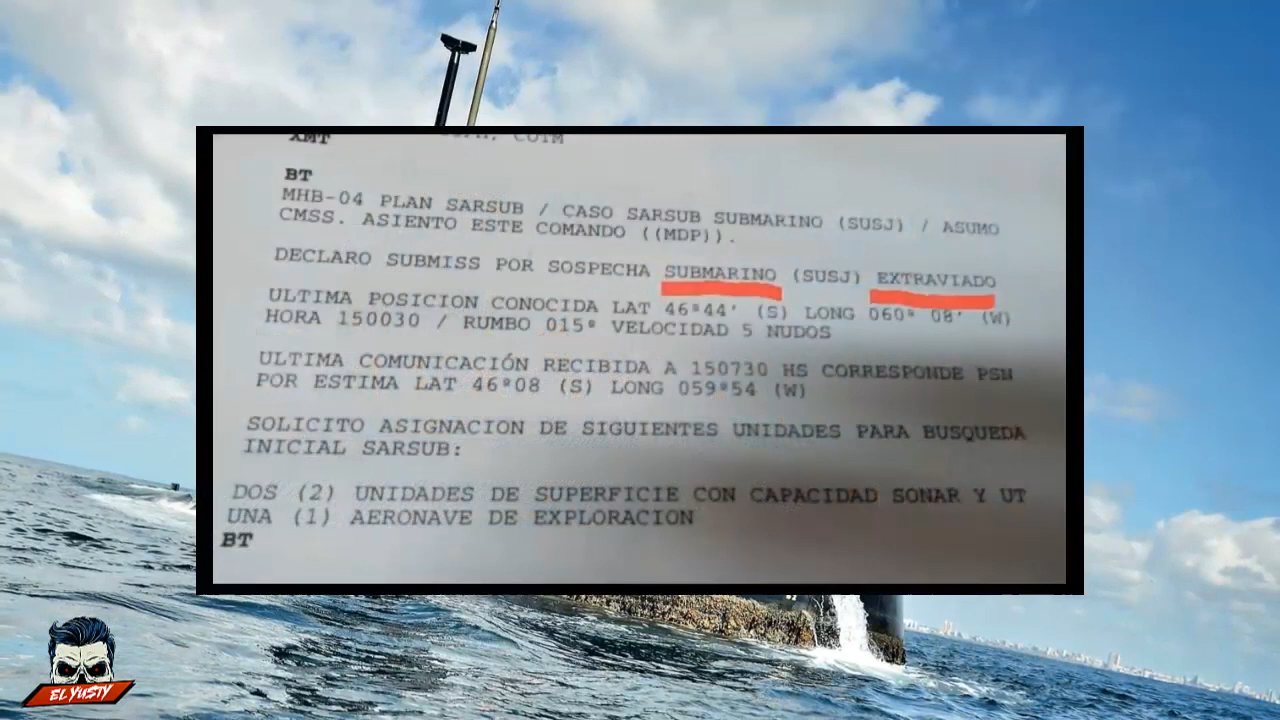 XMT COTM
BT
MHB-04 PLAN SARSUB / CASO SARSUB SUBMARINO (SUSJ) / ASUMO
CMSS. ASIENTO ESTE COMANDO ((MDP)).
DECLARO SUBMISS POR SOSPECHA SUBMARINO (SUSJ) EXTRAVIADO
ULTIMA POSICION CONOCIDA LAT 46º44' (S) LONG 060º 08' (W)
HORA 150030 / RUMBO 015º VELOCIDAD 5 NUDOS
ULTIMA COMUNICACIÓN RECIBIDA A 150730 HS CORRESPONDE PSN
POR ESTIMA LAT 46º08 (S) LONG 059º54 (W)
SOLICITO ASIGNACION DE SIGUIENTES UNIDADES PARA BUSQUEDA
INICIAL SARSUB:
DOS (2) UNIDADES DE SUPERFICIE CON CAPACIDAD SONAR Y UT
UNA (1) AERONAVE DE EXPLORACION
BT
EL YUSTY